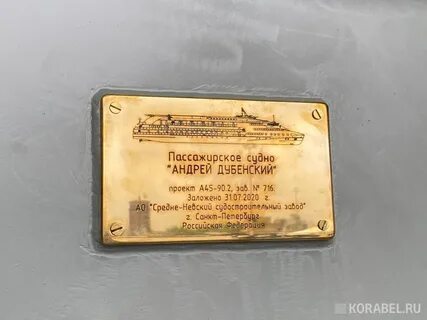 Пассажирское судно
"АНДРЕЙ ДУБЕНСКИЙ"
проект А45-90.2, зав. № 716
Заложено 31.07.2020 г.
АО "Средне-Невский судостроительный завод"
г. Санкт-Петербург
Российская Федерация
KORABEL.RU